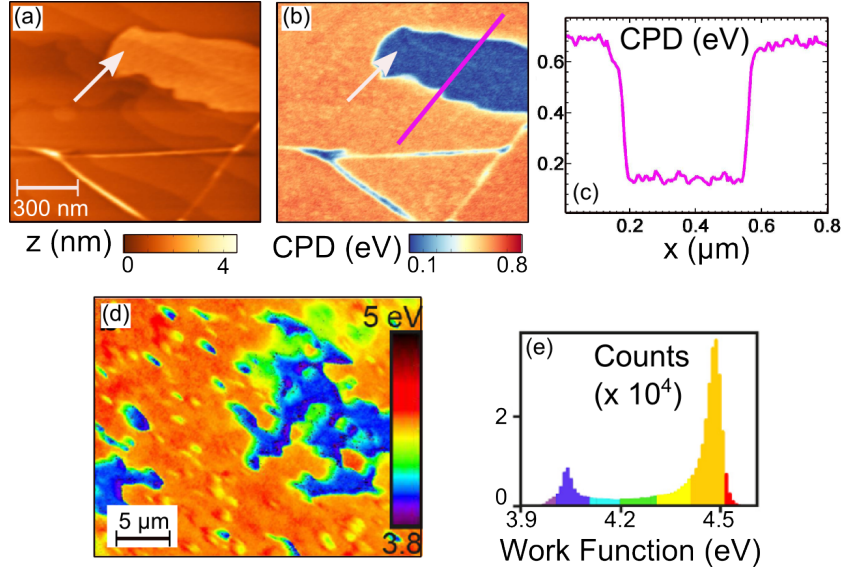 (a)
300 nm
z (nm)
0 4
(b)
CPD (eV)
0.1 0.8
CPD (eV)
0.6
0.4
0.2
(c)
0.2 0.4 0.6 0.8
x (μm)
(d)
5 eV
3.8
5 μm
(e)
Counts
(x 10⁴)
2
0
3.9 4.2 4.5
Work Function (eV)